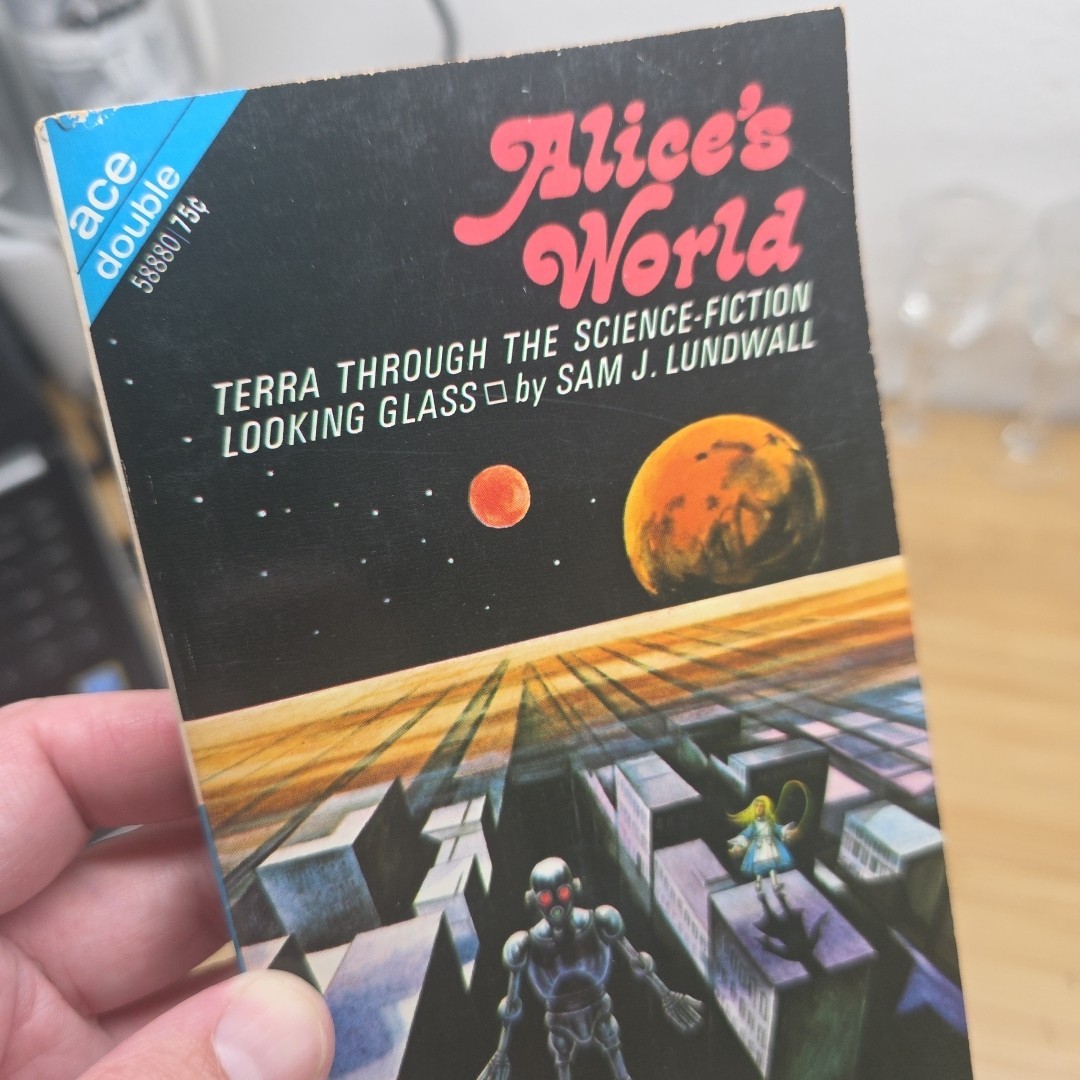 ace
double
58880|75¢
Alice's
World
TERRA THROUGH THE SCIENCE-FICTION
LOOKING GLASS □ by SAM J. LUNDWALL